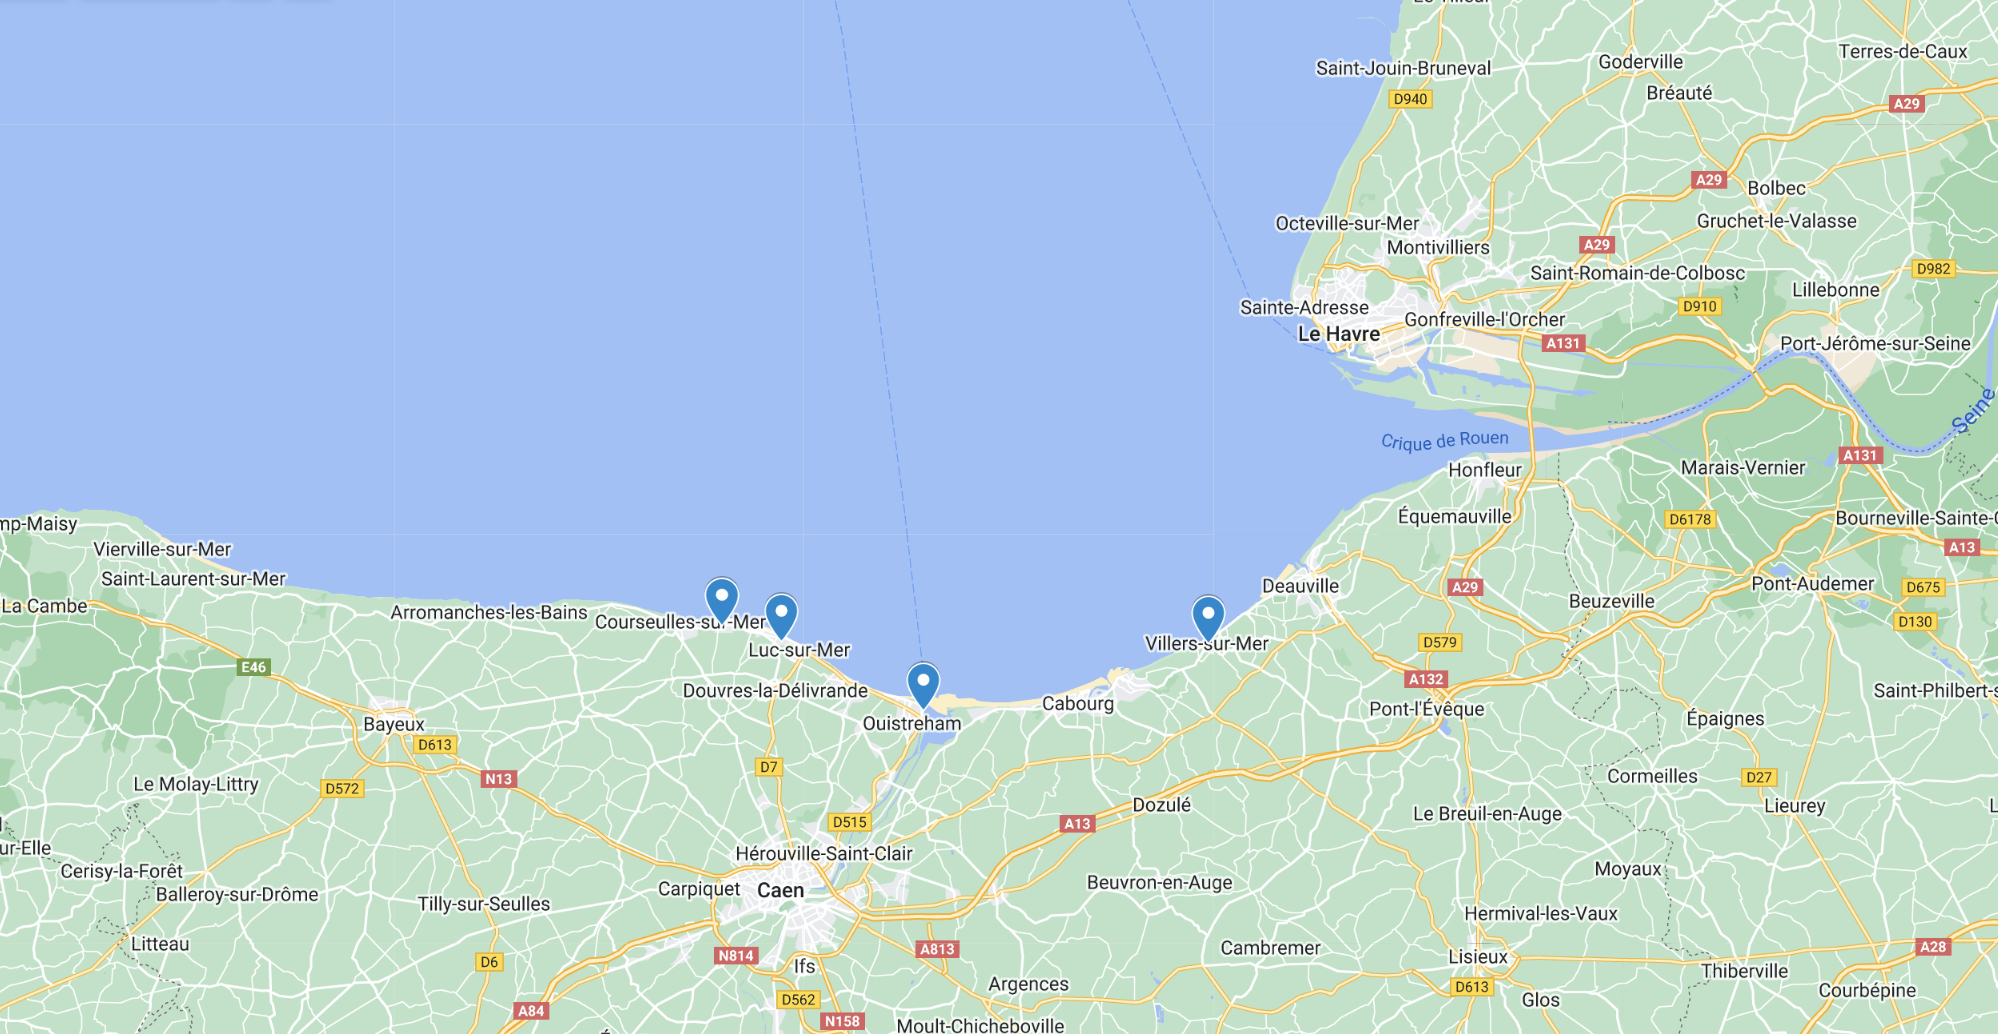 Saint-Jouin-Bruneval
Goderville
Terres-de-Caux
Bréauté
D940
A29
A29
Bolbec
Gruchet-le-Valasse
Octeville-sur-Mer
Montivilliers
A29
Saint-Romain-de-Colbosc
D982
Lillebonne
Sainte-Adresse
D910
Gonfreville-l'Orcher
Le Havre
A131
Port-Jérôme-sur-Seine
Seine
Crique de Rouen
A131
Honfleur
Marais-Vernier
Équemauville
D6178
Bourneville-Sainte-C
mp-Maisy
Vierville-sur-Mer
A13
Saint-Laurent-sur-Mer
Deauville
A29
Pont-Audemer
D675
La Cambe
Arromanches-les-Bains
Courseulles-sur-Mer
Beuzeville
D130
Luc-sur-Mer
Villers-sur-Mer
D579
E46
A132
Douvres-la-Délivrande
Saint-Philbert-s
Cabourg
Pont-l'Évêque
Bayeux
Ouistreham
Épaignes
D613
D7
N13
Cormeilles
D27
Le Molay-Littry
D572
Dozulé
Lieurey
D515
A13
Le Breuil-en-Auge
ur-Elle
Hérouville-Saint-Clair
Cerisy-la-Forêt
Moyaux
Carpiquet
Caen
Beuvron-en-Auge
Balleroy-sur-Drôme
Tilly-sur-Seulles
Hermival-les-Vaux
Litteau
N814
A813
Cambremer
A28
D6
Ifs
Lisieux
Thiberville
Argences
D613
Courbépine
D562
Glos
A84
N158
Moult-Chicheboville